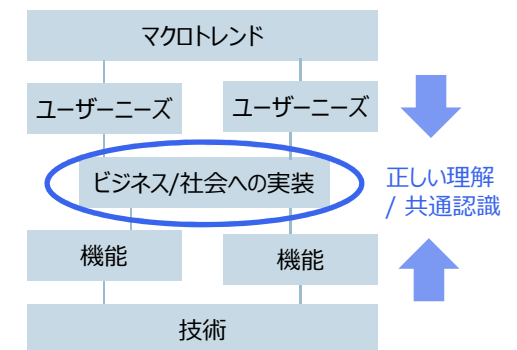 マクロトレンド
ユーザーニーズ
ユーザーニーズ
ビジネス/社会への実装
正しい理解
/ 共通認識
機能
機能
技術